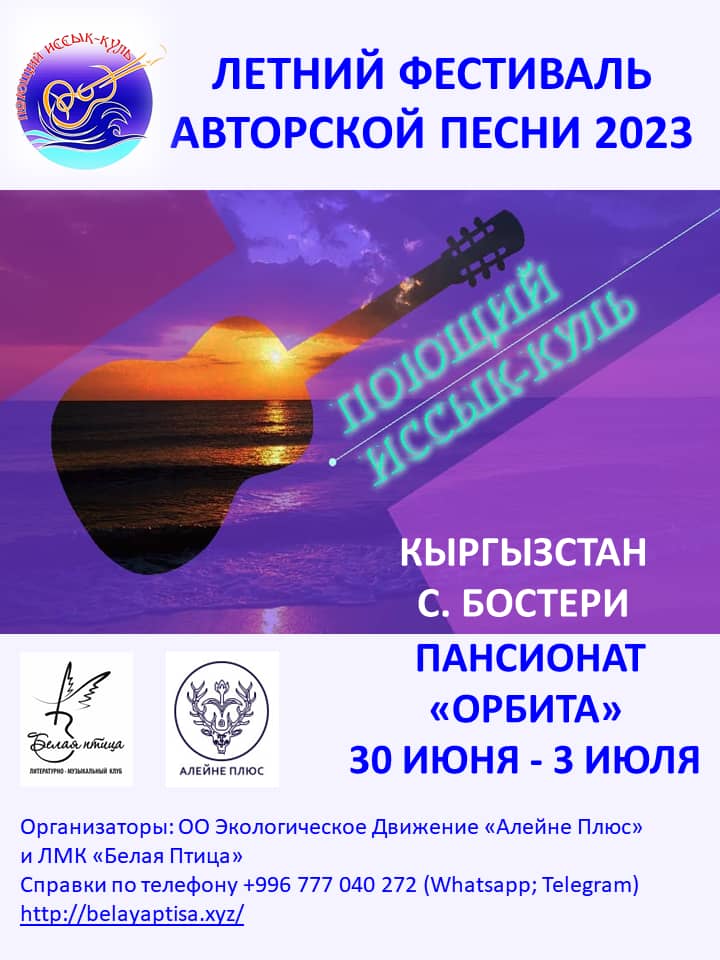 ПОЮЩИЙ ИССЫК-КУЛЬ
ЛЕТНИЙ ФЕСТИВАЛЬ
АВТОРСКОЙ ПЕСНИ 2023
ПОЮЩИЙ
ИССЫК-КУЛЬ
КЫРГЫЗСТАН
С. БОСТЕРИ
ПАНСИОНАТ
«ОРБИТА»
30 ИЮНЯ - 3 ИЮЛЯ
Белая птица
ЛИТЕРАТУРНО - МУЗЫКАЛЬНЫЙ КЛУБ
АЛЕЙНЕ ПЛЮС
Организаторы: ОО Экологическое Движение «Алейне Плюс»
и ЛМК «Белая Птица»
Справки по телефону +996 777 040 272 (Whatsapp; Telegram)
http://belayaptisa.xyz/